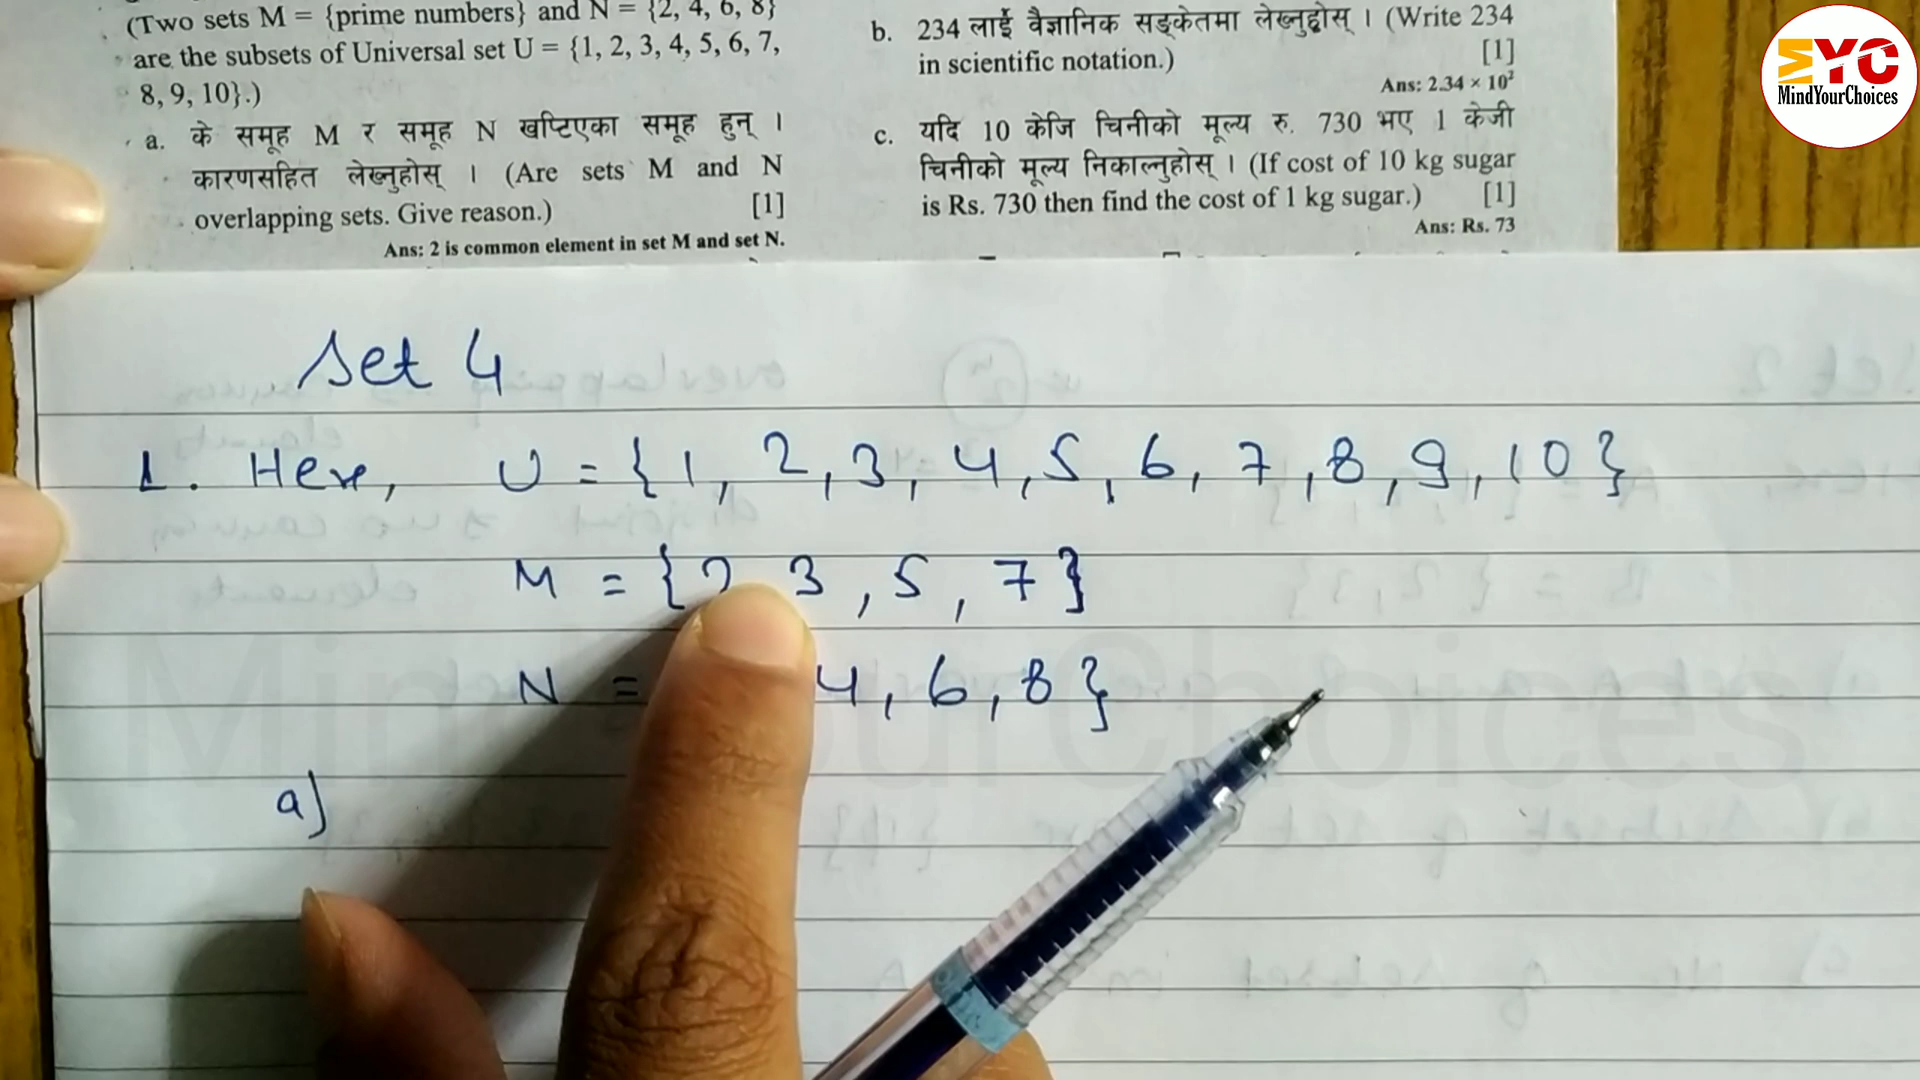 (Two sets M = {prime numbers} and N = {2, 4, 6, 8}
are the subsets of Universal set U = {1, 2, 3, 4, 5, 6, 7,
8, 9, 10}.)
a. के समूह M र समूह N खप्टिएका समूह हुन् ।
कारणसहित लेख्नुहोस् । (Are sets M and N
overlapping sets. Give reason.) [1]
Ans: 2 is common element in set M and set N.
b. 234 लाई वैज्ञानिक सङ्केतमा लेख्नुहोस् । (Write 234
in scientific notation.) [1]
Ans: 2.34 × 10²
c. यदि 10 केजि चिनीको मूल्य रु. 730 भए 1 केजी
चिनीको मूल्य निकाल्नुहोस् । (If cost of 10 kg sugar
is Rs. 730 then find the cost of 1 kg sugar.) [1]
Ans: Rs. 73
MYC
MindYourChoices
Set 4
1. Here, U = {1, 2, 3, 4, 5, 6, 7, 8, 9, 10}
M = {2 3, 5, 7}
N = 4, 6, 8}
a)
MindYourChoices